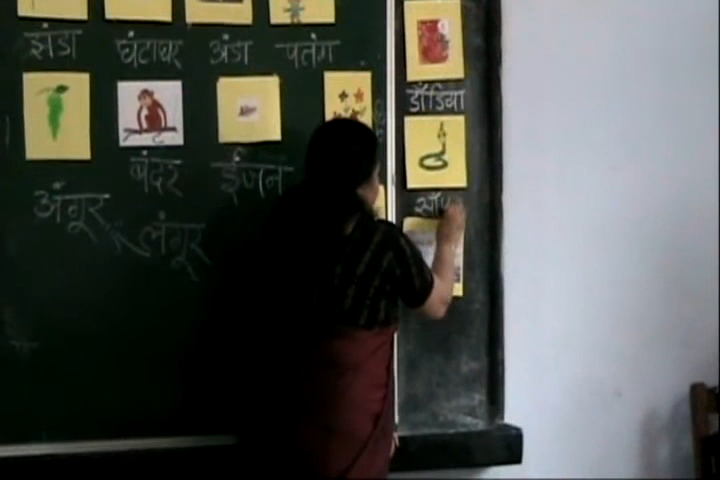 झंडा घंटाघर अंडा पतंग
डाँडिया
बंदर इंजन
अंगूर लंगूर
साँप